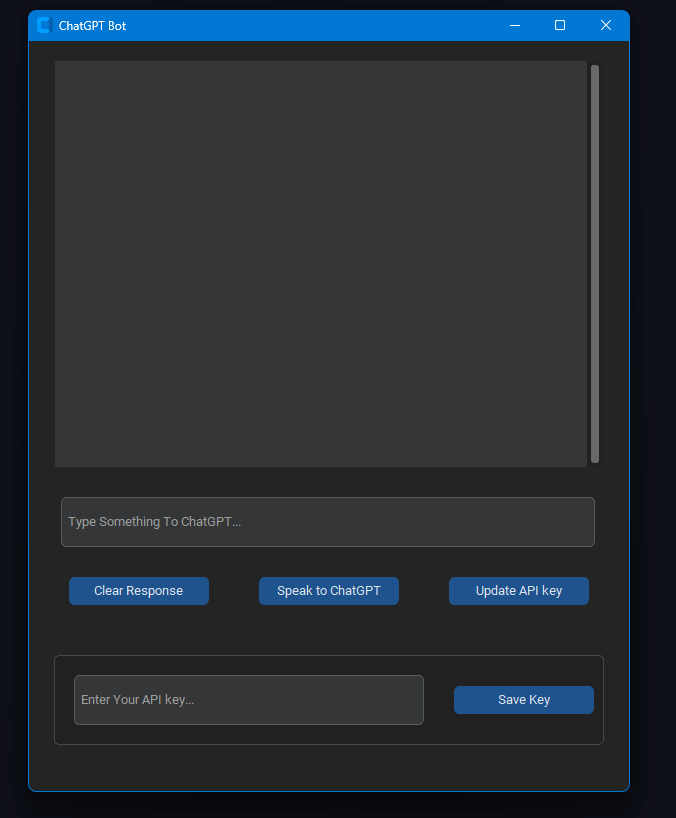 ChatGPT Bot
Type Something To ChatGPT...
Clear Response
Speak to ChatGPT
Update API key
Enter Your API key...
Save Key